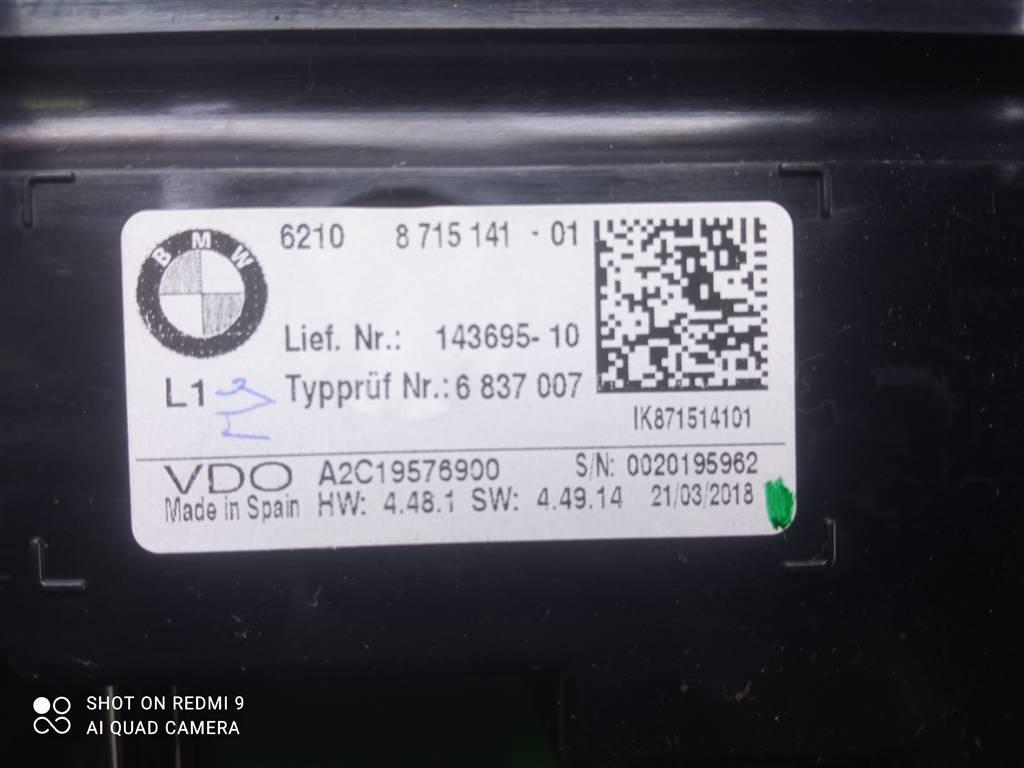 BMW
6210 8 715 141 - 01
Lief. Nr.: 143695-10
L1
Typprüf Nr.: 6 837 007
IK871514101
VDO A2C19576900 S/N: 0020195962
Made in Spain HW: 4.48.1 SW: 4.49.14 21/03/2018
SHOT ON REDMI 9
AI QUAD CAMERA